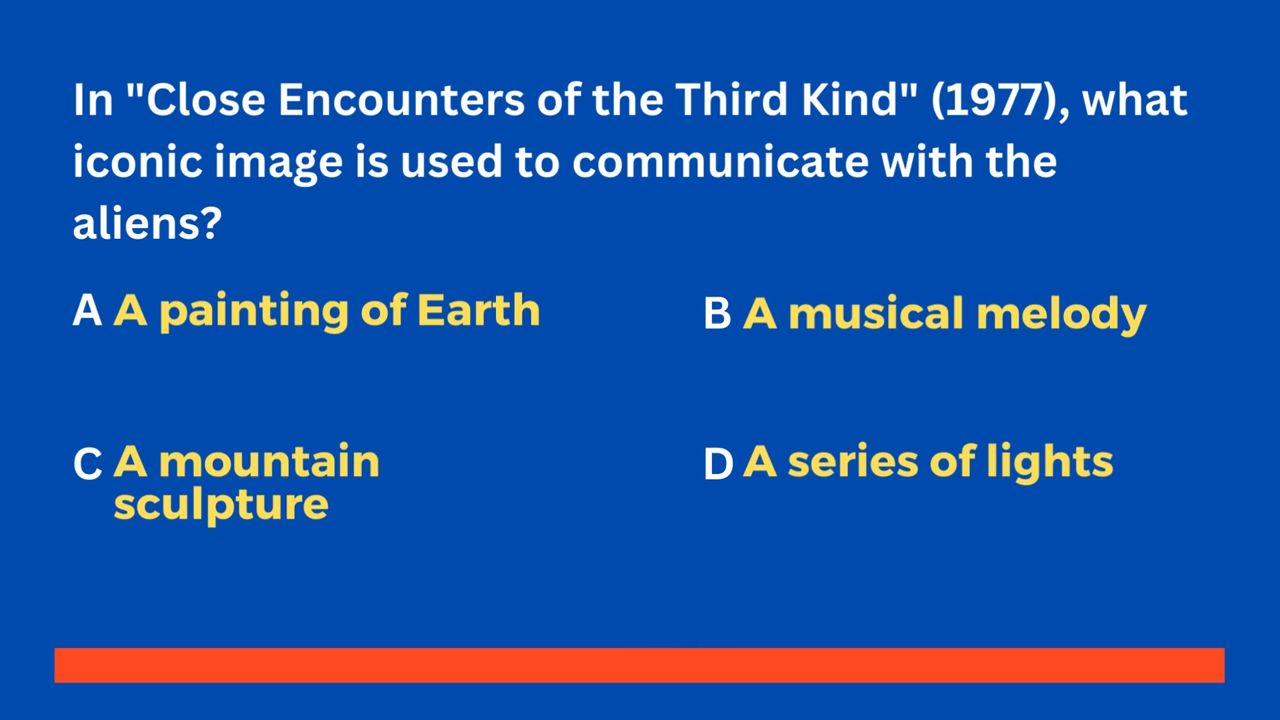 In "Close Encounters of the Third Kind" (1977), what
iconic image is used to communicate with the
aliens?
A A painting of Earth
B A musical melody
C A mountain
sculpture
D A series of lights